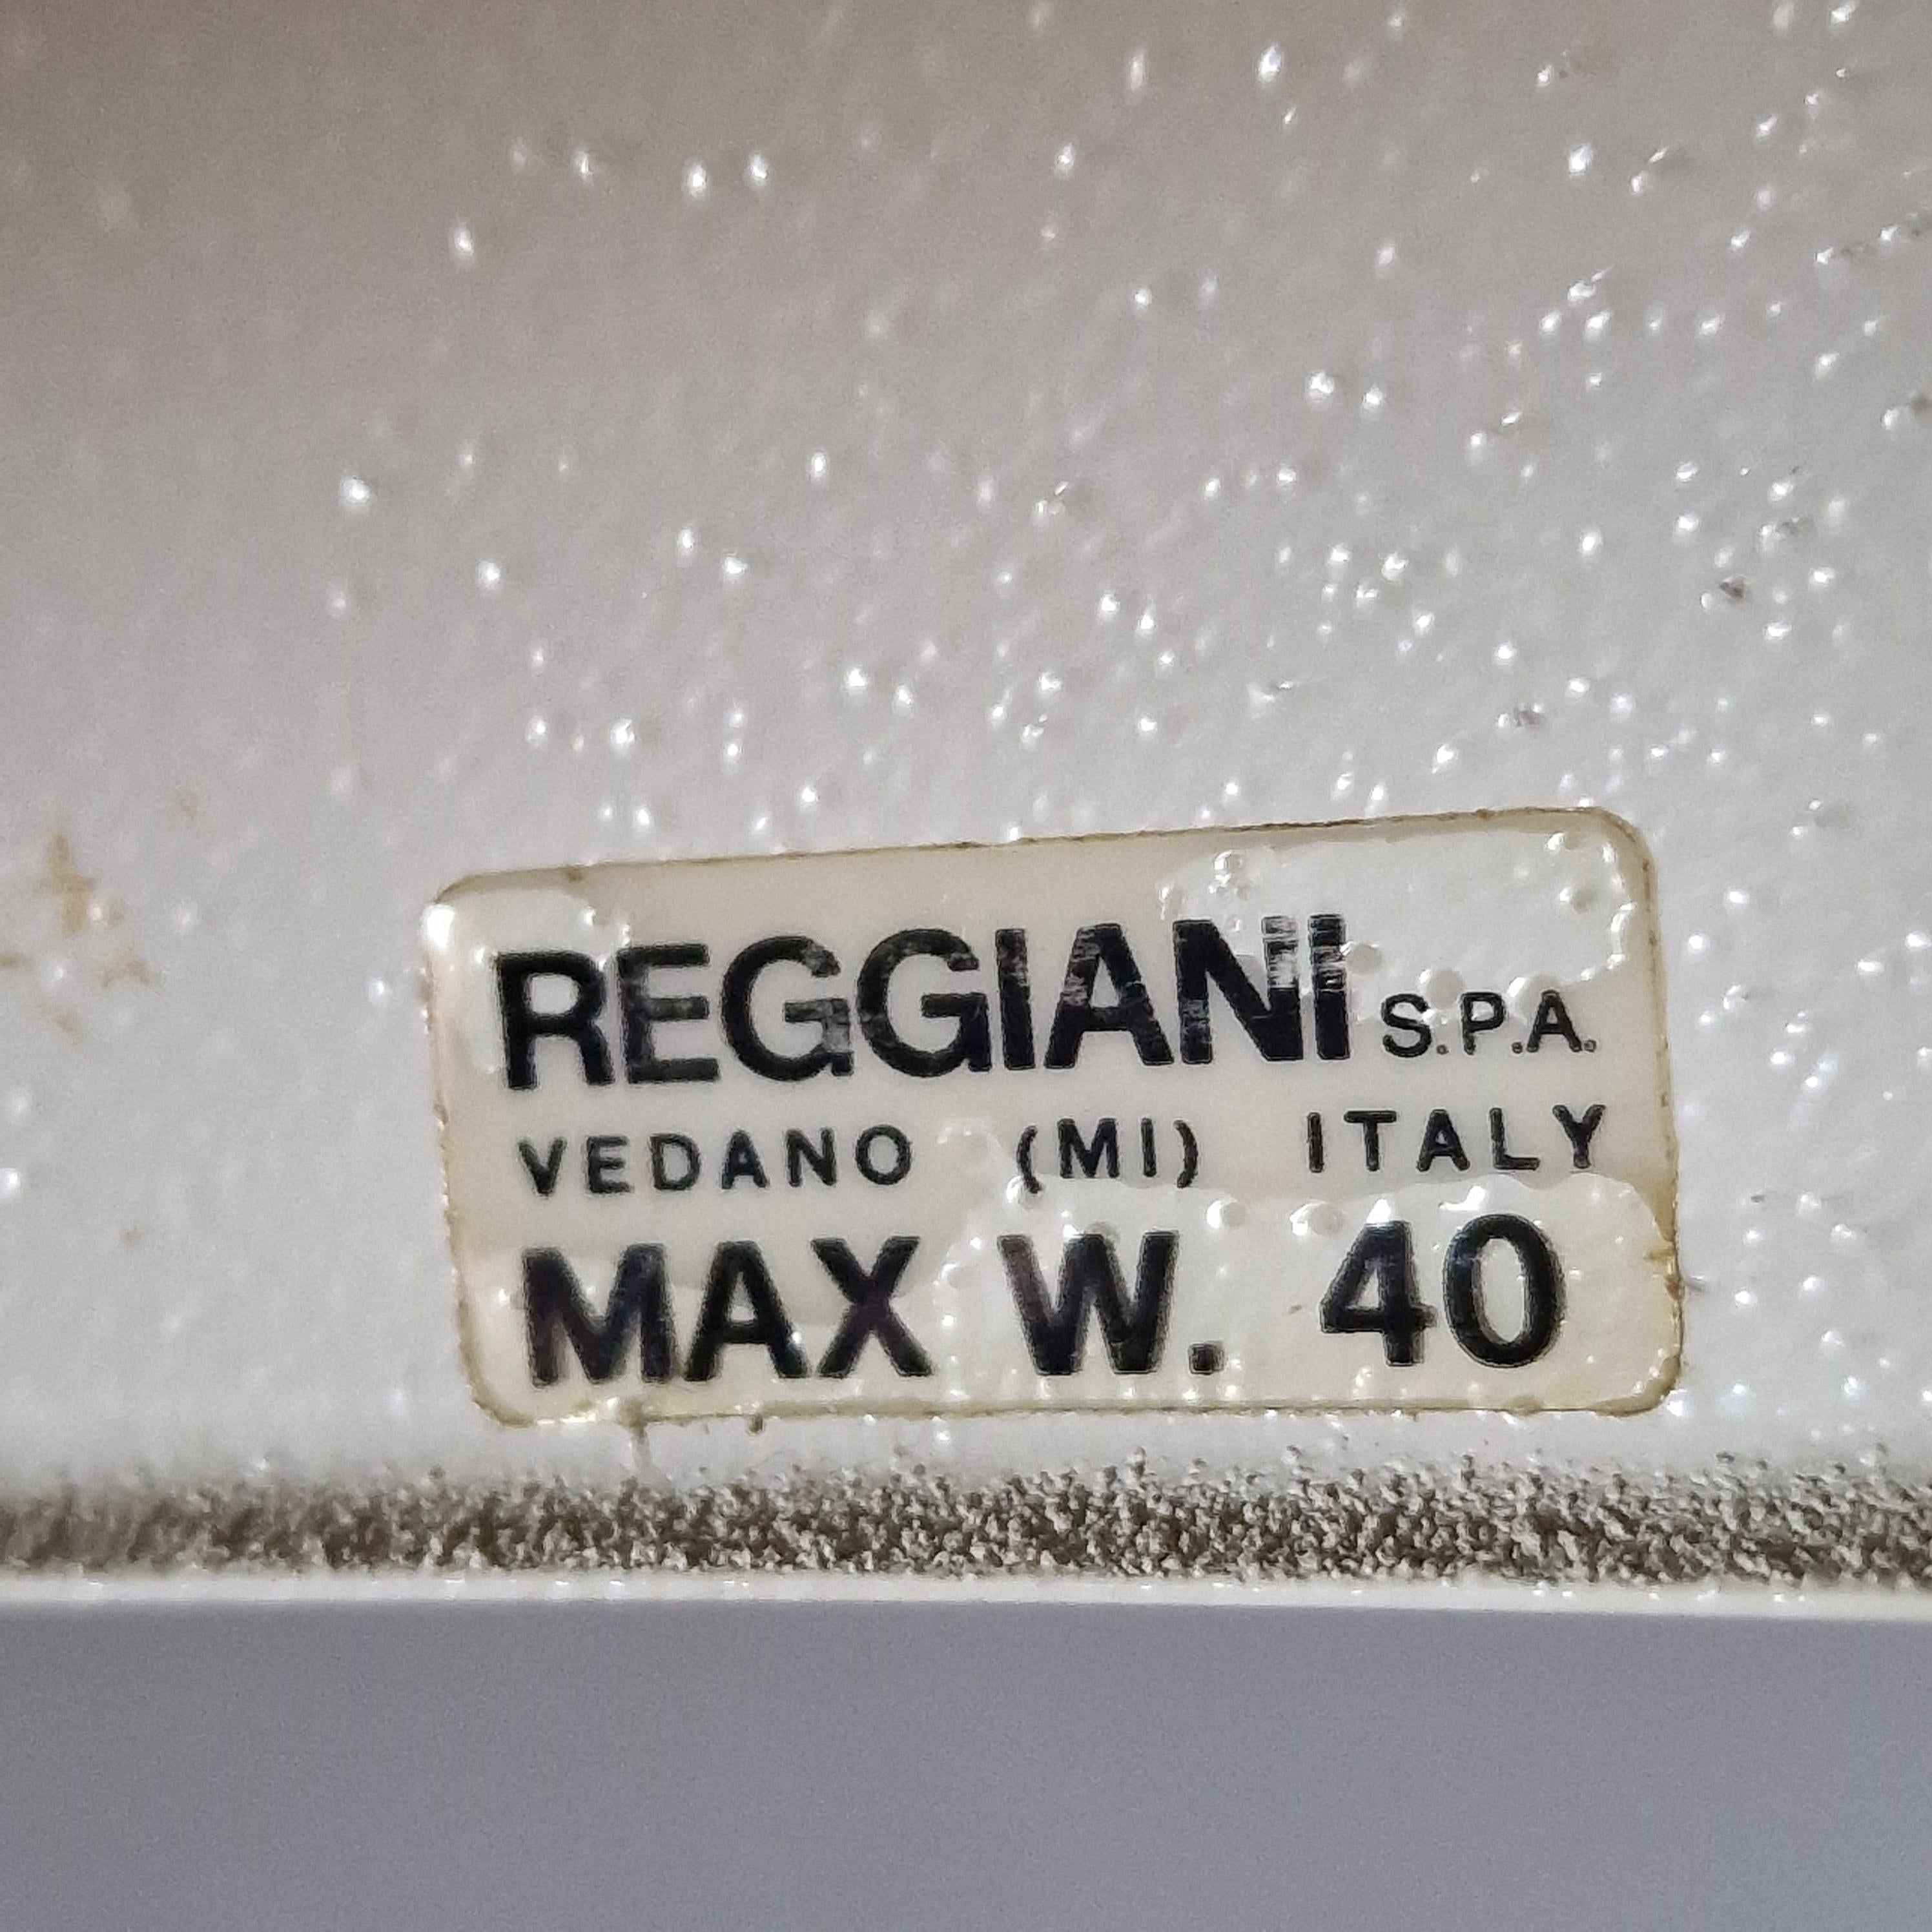 REGGIANI S.P.A.
VEDANO (MI) ITALY
MAX W. 40